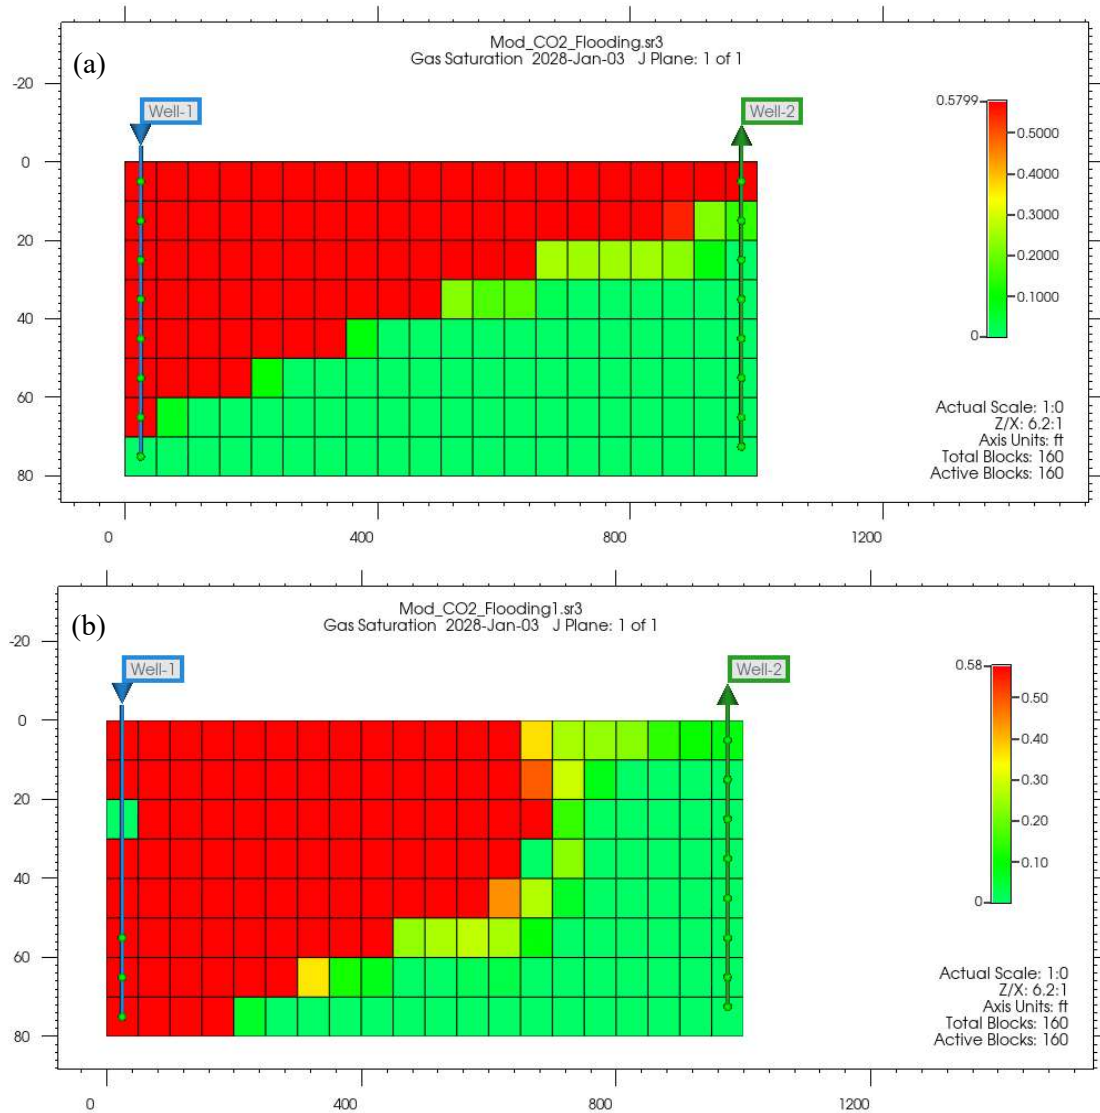 (a)
Mod_CO2_Flooding.sr3
Gas Saturation 2028-Jan-03 J Plane: 1 of 1
-20
Well-1
Well-2
0.5799
0.5000
0.4000
0.3000
0.2000
0.1000
0
0
20
40
60
80
Actual Scale: 1:0
Z/X: 6.2:1
Axis Units: ft
Total Blocks: 160
Active Blocks: 160
0
400
800
1200
(b)
Mod_CO2_Flooding1.sr3
Gas Saturation 2028-Jan-03 J Plane: 1 of 1
-20
Well-1
Well-2
0.58
0.50
0.40
0.30
0.20
0.10
0
0
20
40
60
80
Actual Scale: 1:0
Z/X: 6.2:1
Axis Units: ft
Total Blocks: 160
Active Blocks: 160
0
400
800
1200